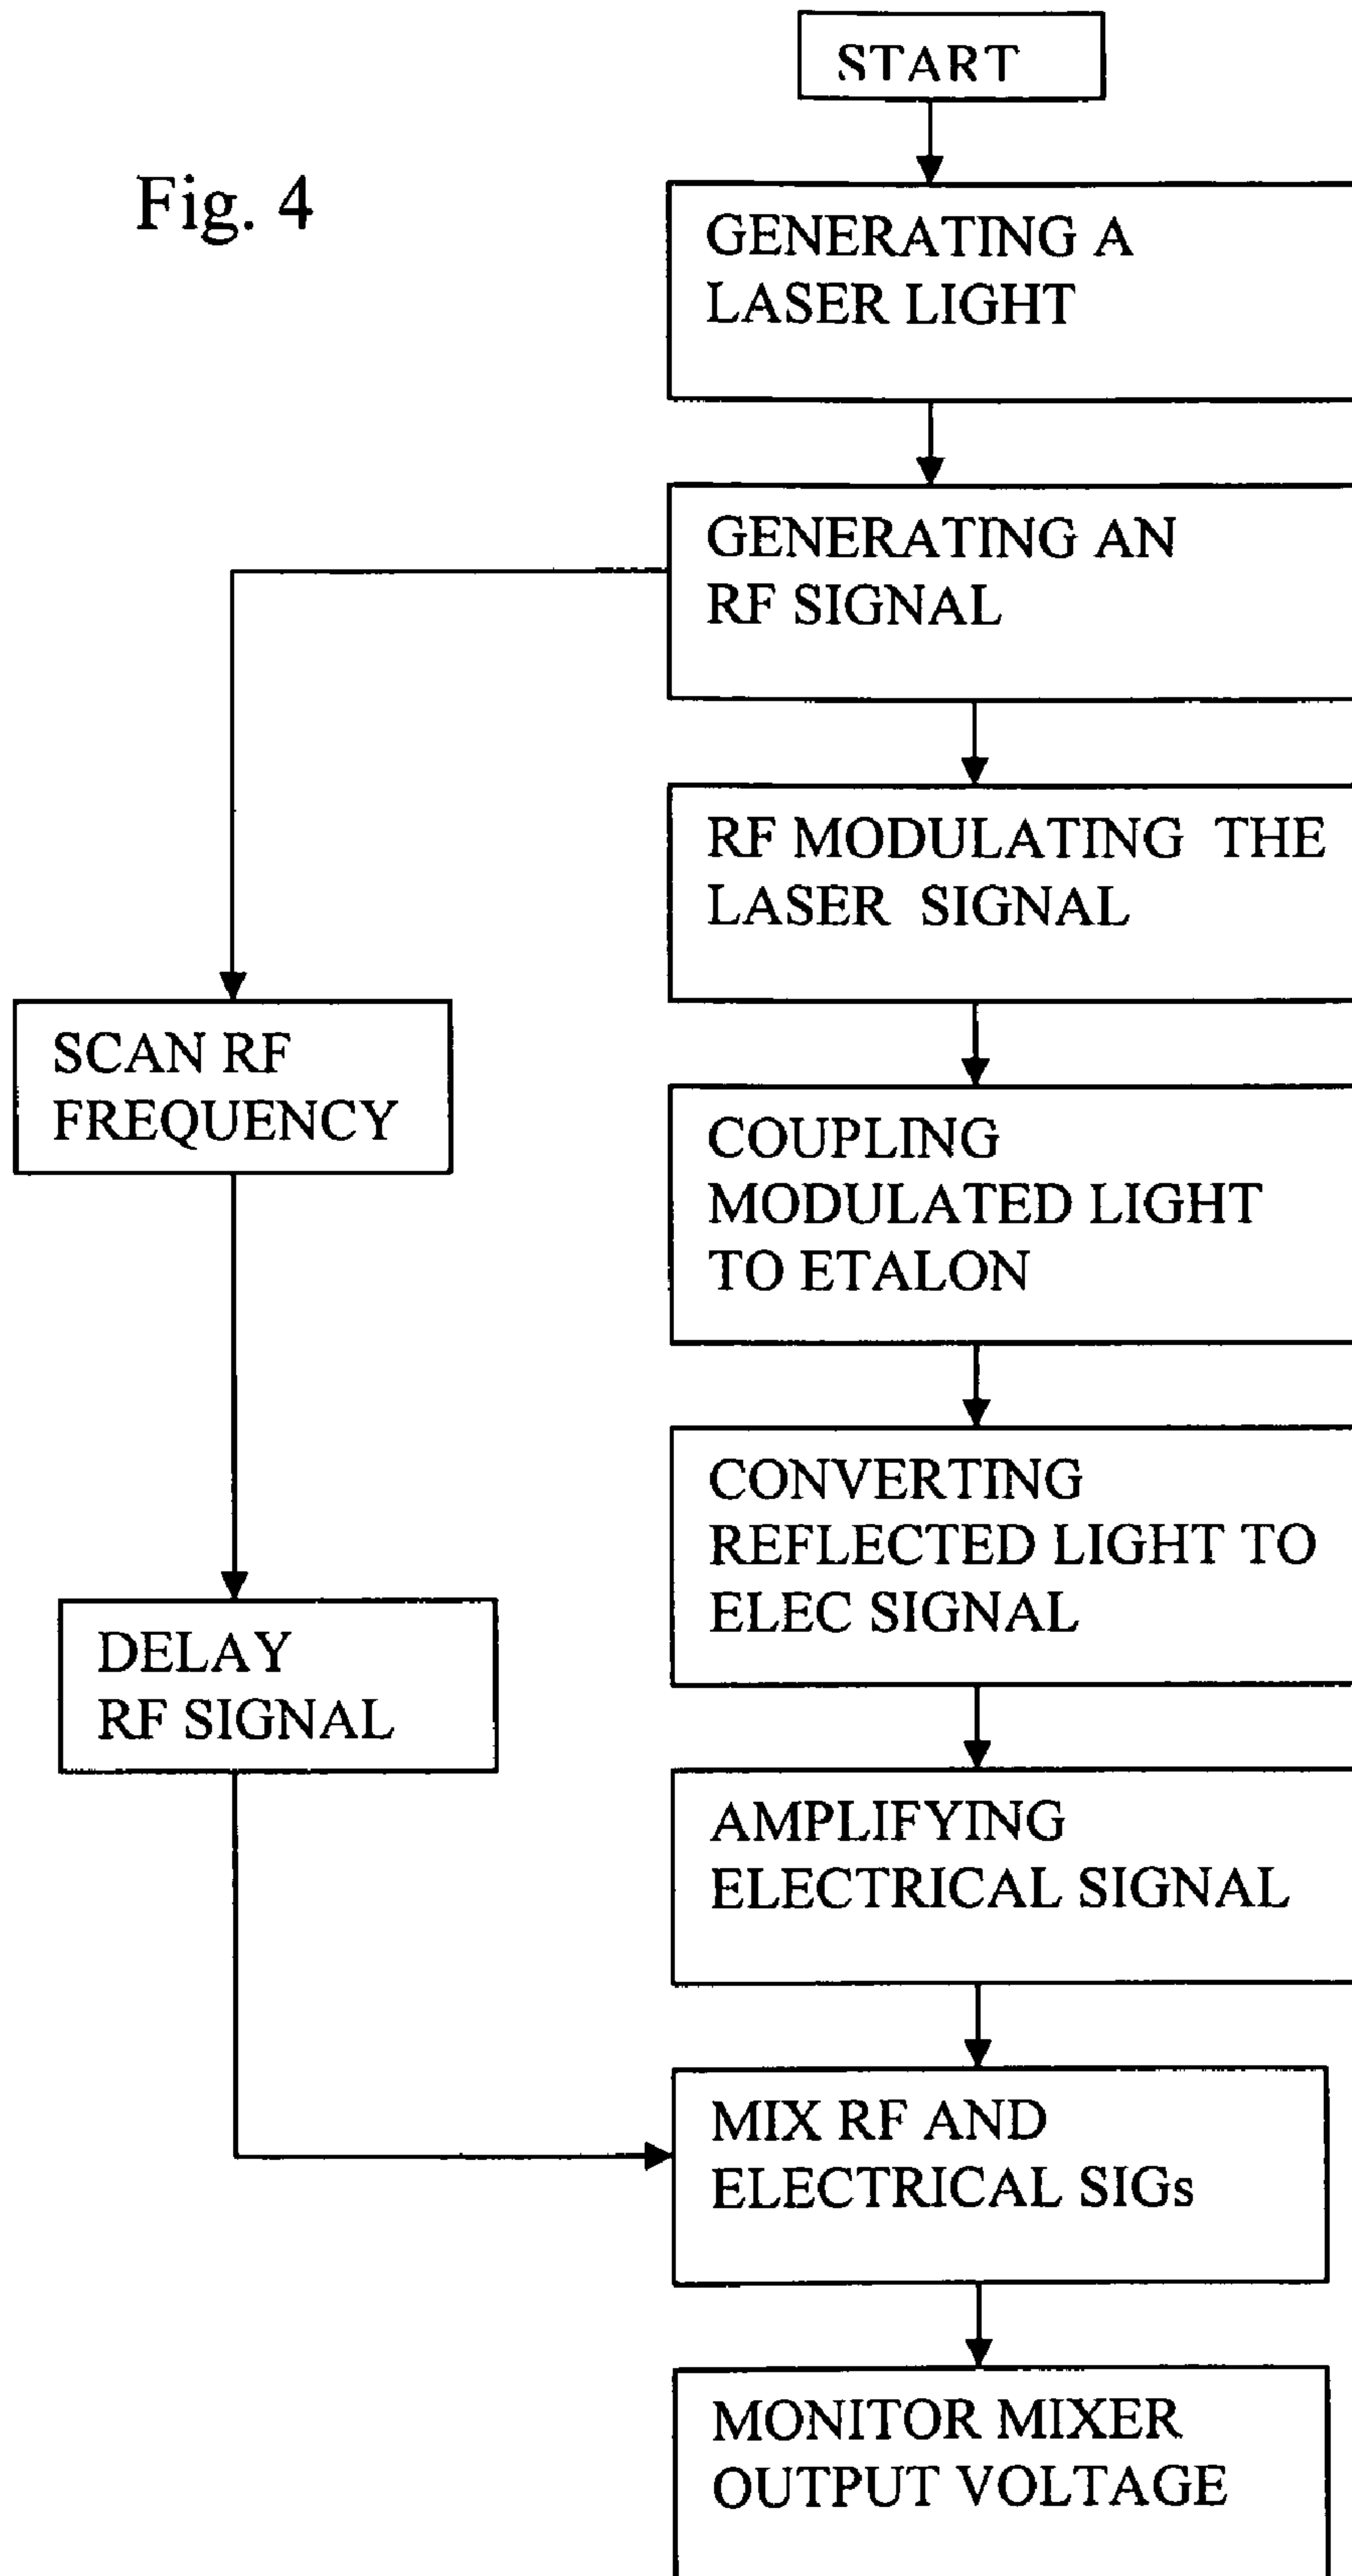 START
Fig. 4
GENERATING A
LASER LIGHT
GENERATING AN
RF SIGNAL
RF MODULATING THE
LASER SIGNAL
SCAN RF
FREQUENCY
COUPLING
MODULATED LIGHT
TO ETALON
CONVERTING
REFLECTED LIGHT TO
ELEC SIGNAL
DELAY
RF SIGNAL
AMPLIFYING
ELECTRICAL SIGNAL
MIX RF AND
ELECTRICAL SIGs
MONITOR MIXER
OUTPUT VOLTAGE